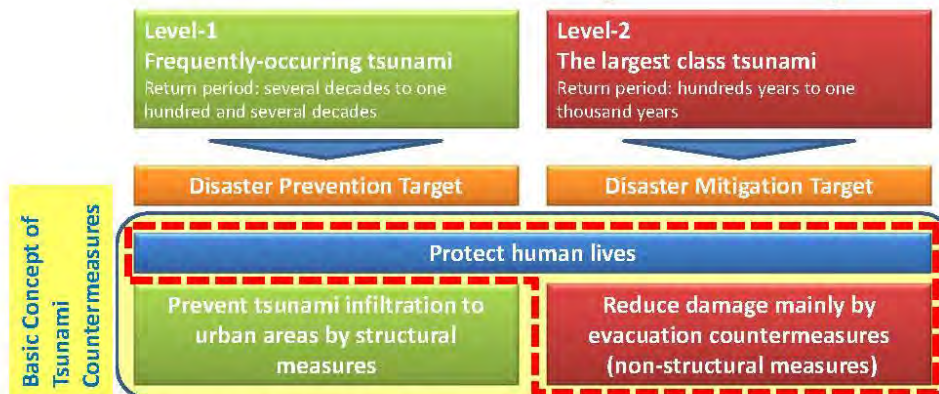 Level-1
Frequently-occurring tsunami
Return period: several decades to one
hundred and several decades
Level-2
The largest class tsunami
Return period: hundreds years to one
thousand years
Disaster Prevention Target
Disaster Mitigation Target
Basic Concept of
Tsunami
Countermeasures
Protect human lives
Prevent tsunami infiltration to
urban areas by structural
measures
Reduce damage mainly by
evacuation countermeasures
(non-structural measures)